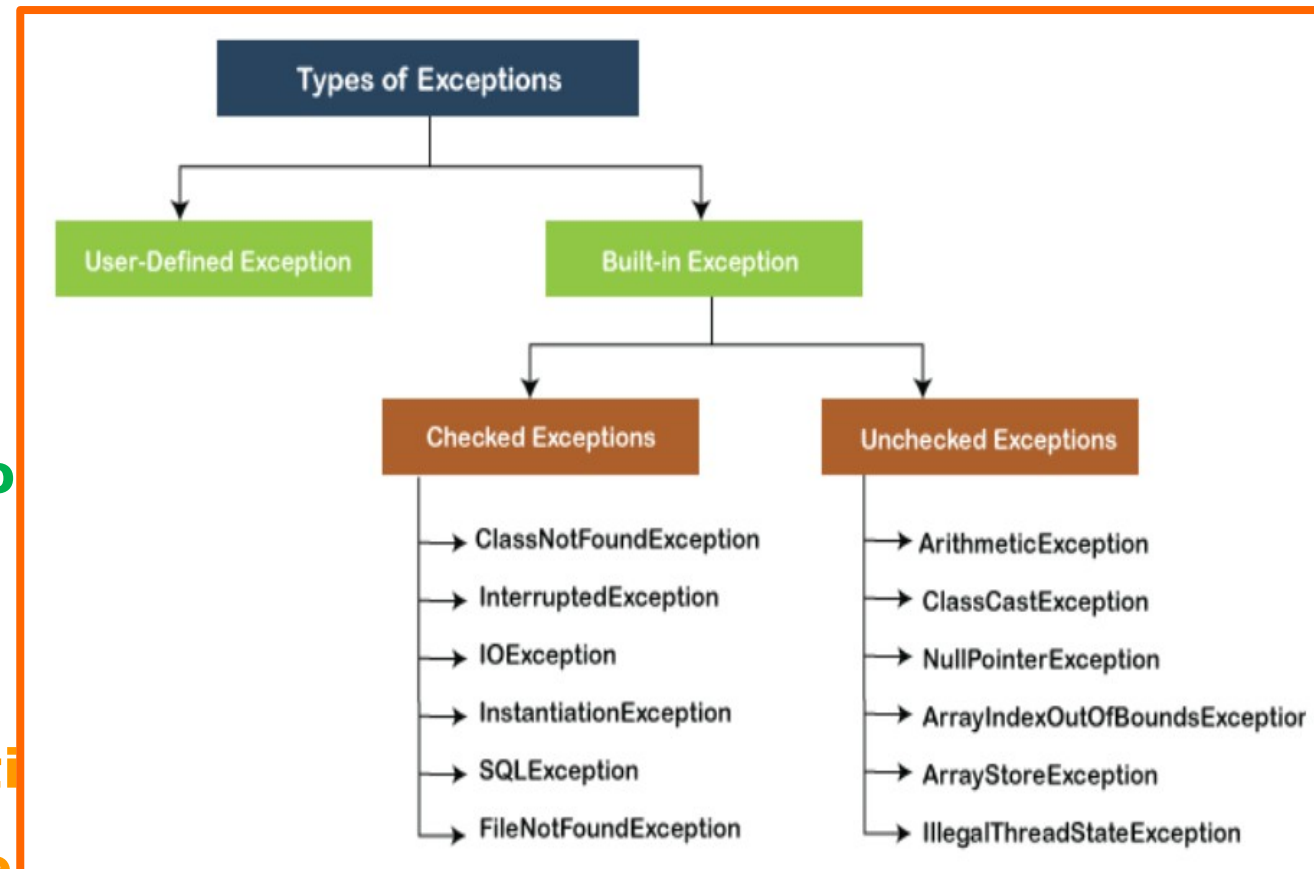 Types of Exceptions
User-Defined Exception
Built-in Exception
Checked Exceptions
Unchecked Exceptions
ClassNotFoundException
InterruptedException
IOException
InstantiationException
SQLException
FileNotFoundException
ArithmeticException
ClassCastException
NullPointerException
ArrayIndexOutOfBoundsExceptior
ArrayStoreException
IllegalThreadStateException